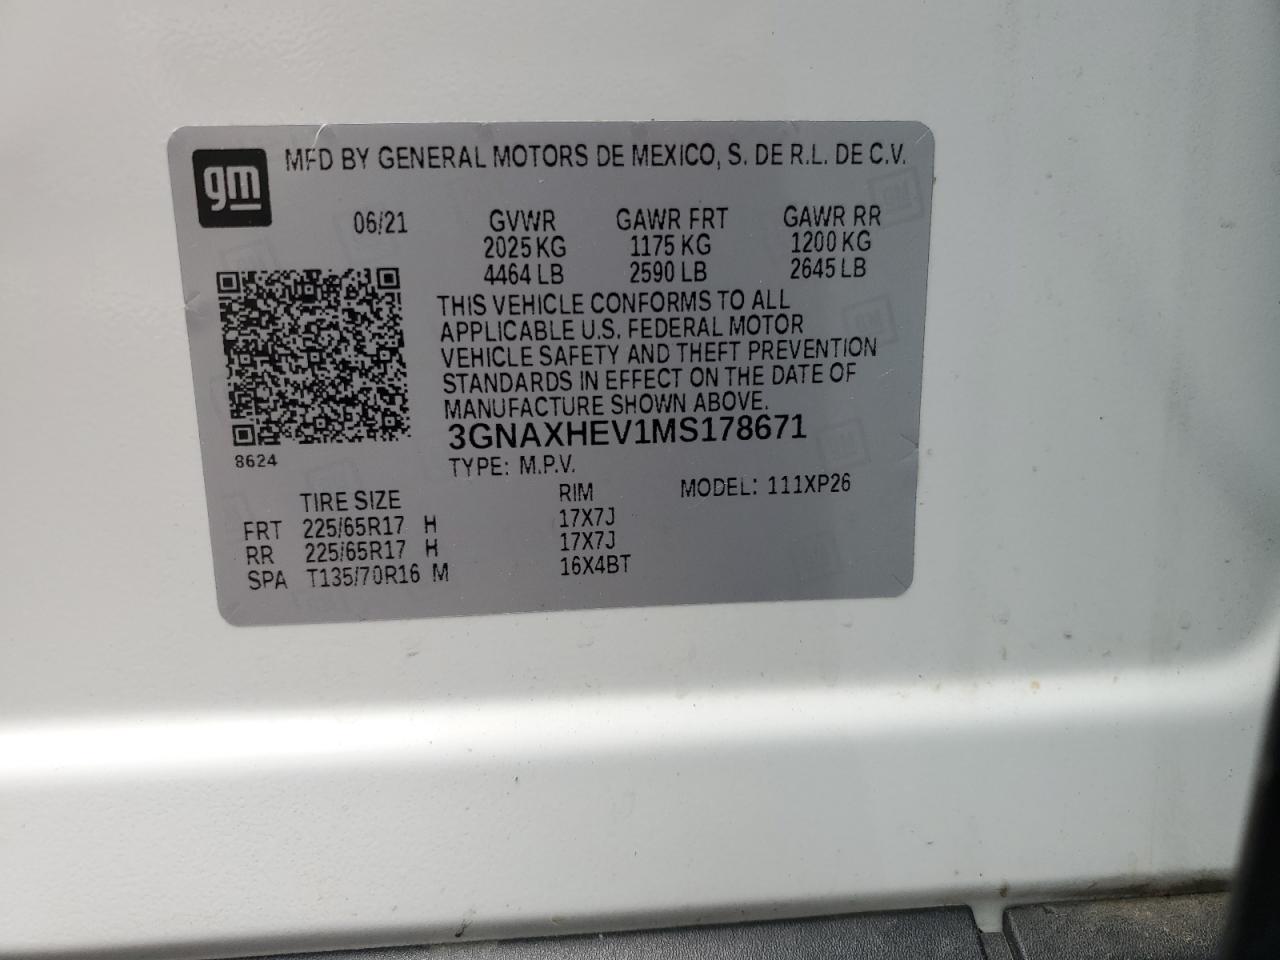 gm
MFD BY GENERAL MOTORS DE MEXICO, S. DE R.L. DE C.V.
06/21 GVWR GAWR FRT GAWR RR
2025 KG 1175 KG 1200 KG
4464 LB 2590 LB 2645 LB
THIS VEHICLE CONFORMS TO ALL
APPLICABLE U.S. FEDERAL MOTOR
VEHICLE SAFETY AND THEFT PREVENTION
STANDARDS IN EFFECT ON THE DATE OF
MANUFACTURE SHOWN ABOVE.
3GNAXHEV1MS178671
8624
TYPE: M.P.V.
TIRE SIZE RIM MODEL: 111XP26
FRT 225/65R17 H 17X7J
RR 225/65R17 H 17X7J
SPA T135/70R16 M 16X4BT